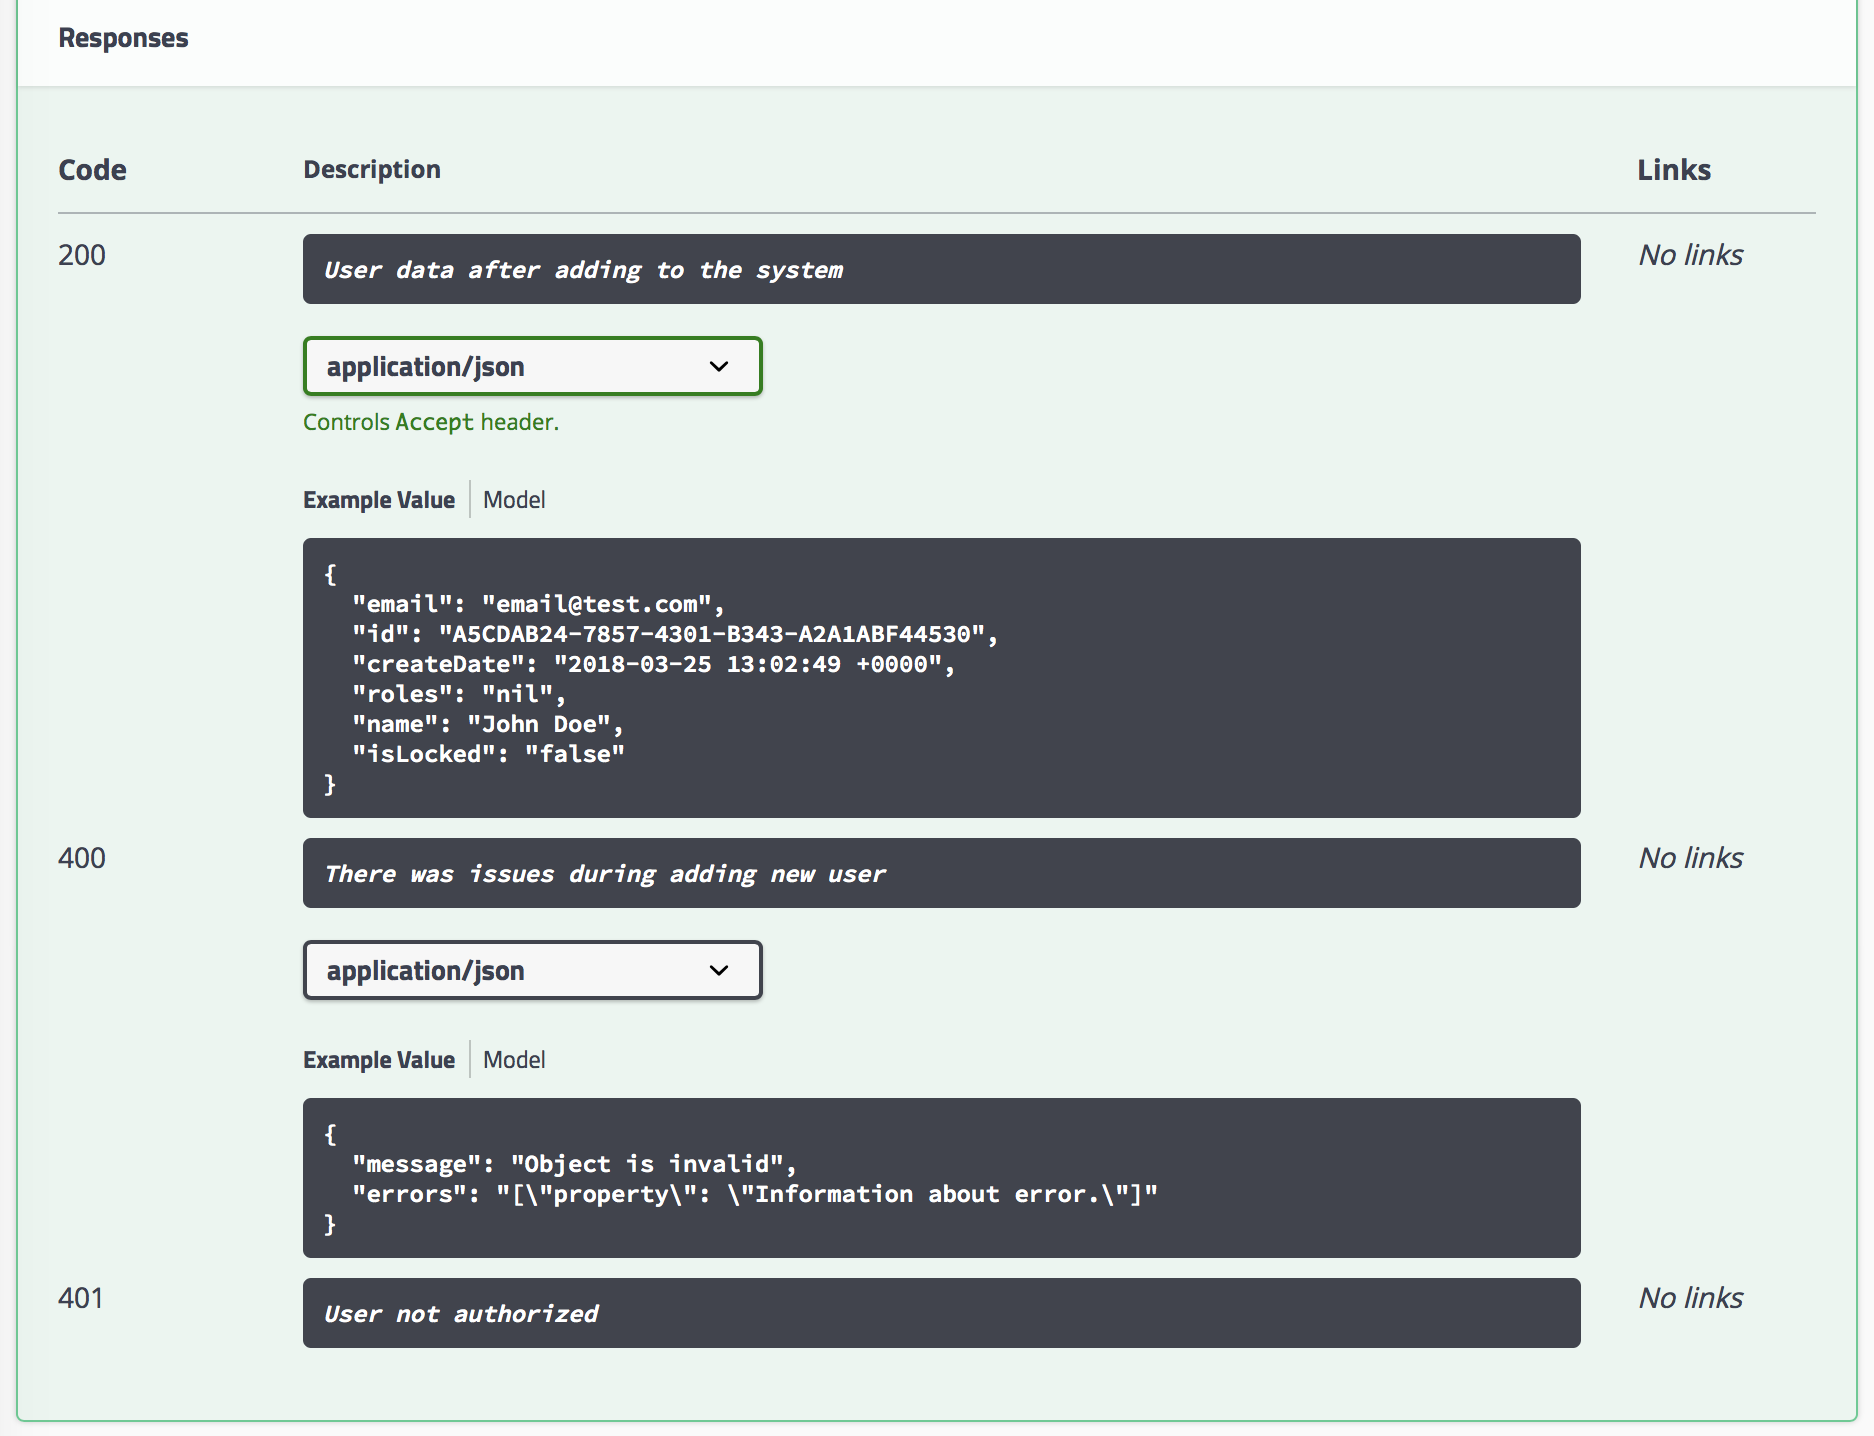 Responses
Code Description Links
200 User data after adding to the system No links
application/json
Controls Accept header.
Example Value Model
{
  "email": "email@test.com",
  "id": "A5CDAB24-7857-4301-B343-A2A1ABF44530",
  "createDate": "2018-03-25 13:02:49 +0000",
  "roles": "nil",
  "name": "John Doe",
  "isLocked": "false"
}
400 There was issues during adding new user No links
application/json
Example Value Model
{
  "message": "Object is invalid",
  "errors": "[\"property\": \"Information about error.\"]"
}
401 User not authorized No links